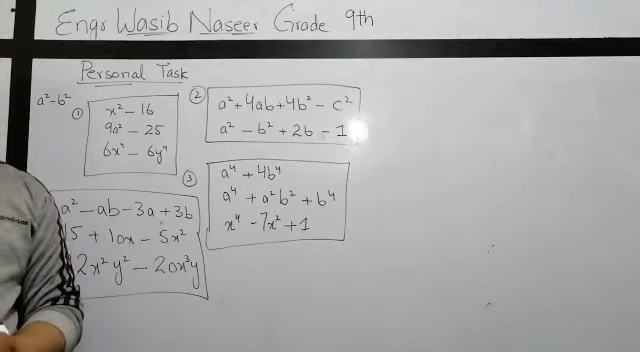 Engr Wasib Naseer Grade 9th
Personal Task
a²-b²
①
x² - 16
9a² - 25
6x⁴ - 6y⁴
②
a² + 4ab + 4b² - c²
a² - b² + 2b - 1
③
a⁴ + 4b⁴
a⁴ + a²b² + b⁴
x⁴ - 7x² + 1
a² - ab - 3a + 3b
5 + 10x - 5x²
2x²y² - 20x³y